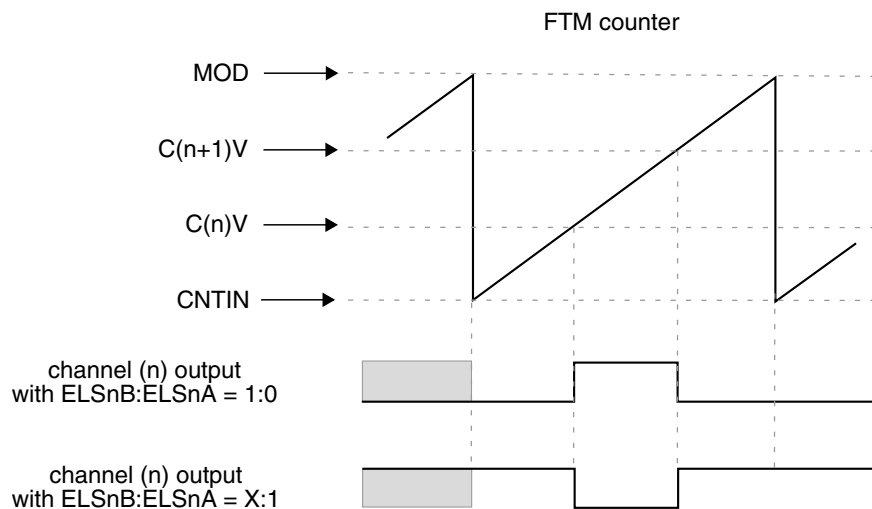 FTM counter
MOD
C(n+1)V
C(n)V
CNTIN
channel (n) output
with ELSnB:ELSnA = 1:0
channel (n) output
with ELSnB:ELSnA = X:1